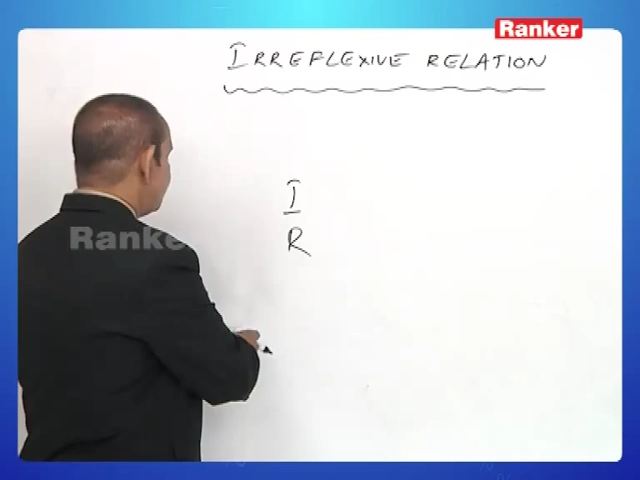 Ranker
IRREFLEXIVE RELATION
I
R
Ranker